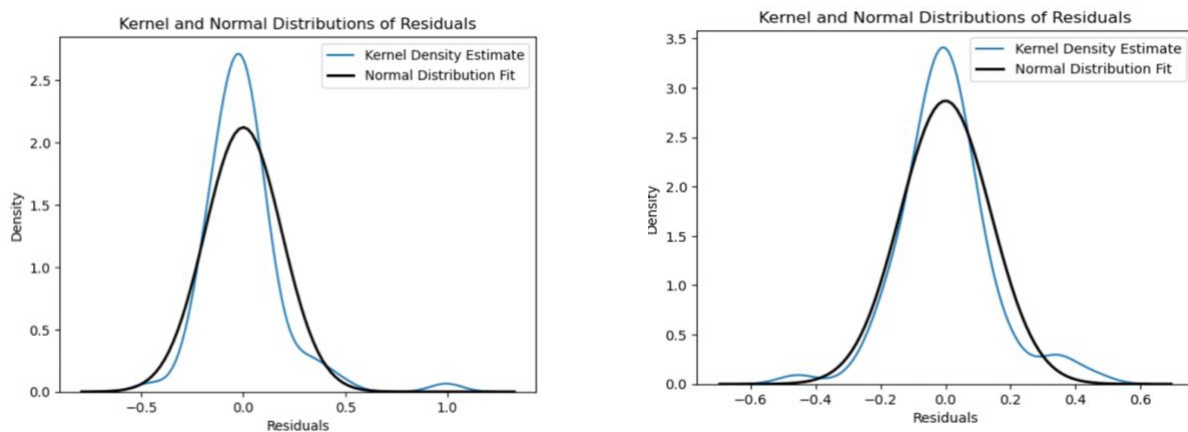 Kernel and Normal Distributions of Residuals
Kernel Density Estimate
Normal Distribution Fit
Density
2.5
2.0
1.5
1.0
0.5
0.0
−0.5
0.0
0.5
1.0
Residuals
Kernel and Normal Distributions of Residuals
Kernel Density Estimate
Normal Distribution Fit
Density
3.5
3.0
2.5
2.0
1.5
1.0
0.5
0.0
−0.6
−0.4
−0.2
0.0
0.2
0.4
0.6
Residuals